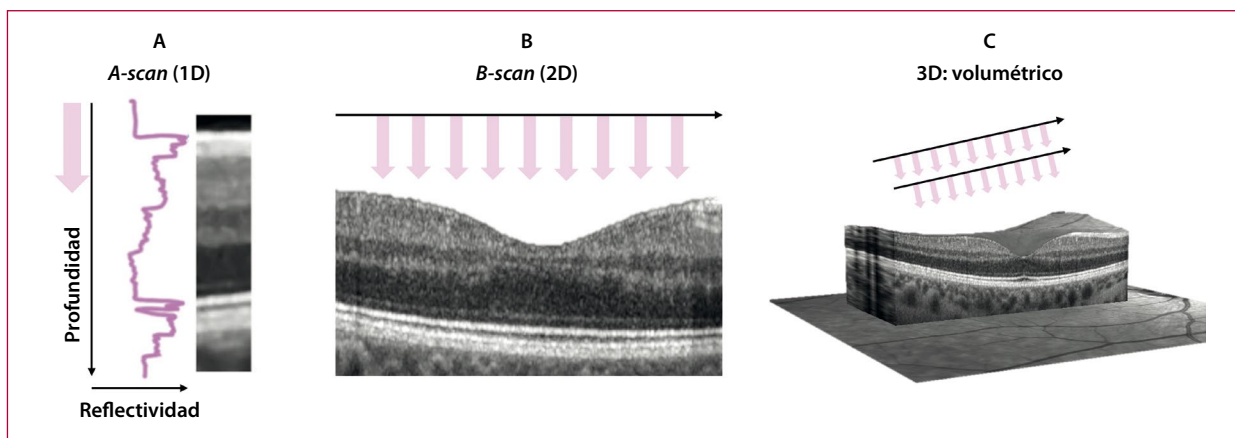 A
A-scan (1D)
B
B-scan (2D)
C
3D: volumétrico
Profundidad
Reflectividad